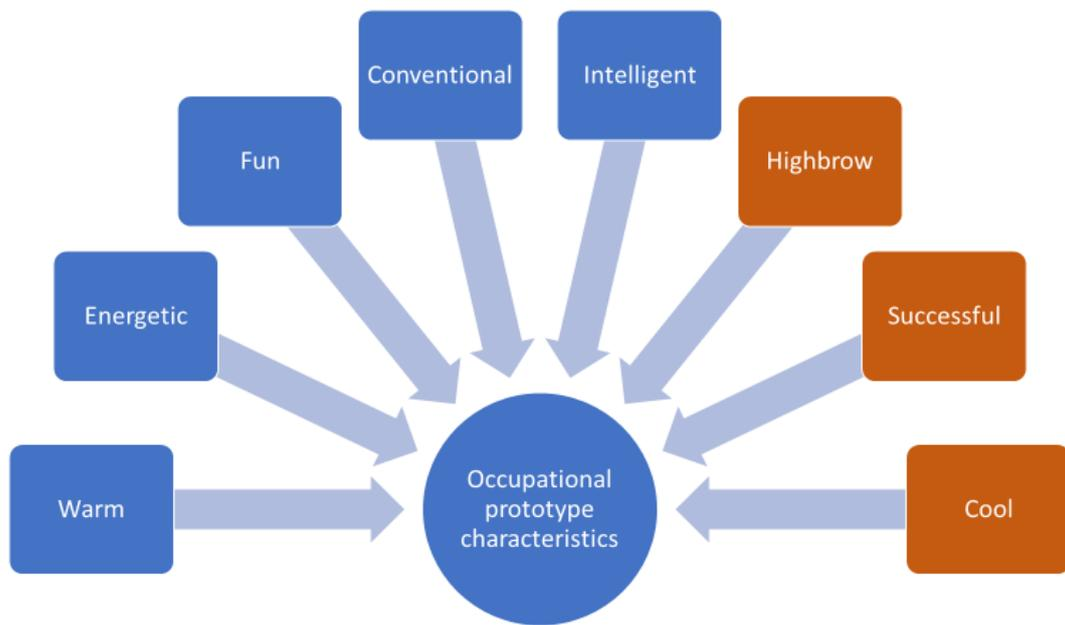 Conventional
Intelligent
Fun
Highbrow
Energetic
Successful
Warm
Occupational
prototype
characteristics
Cool